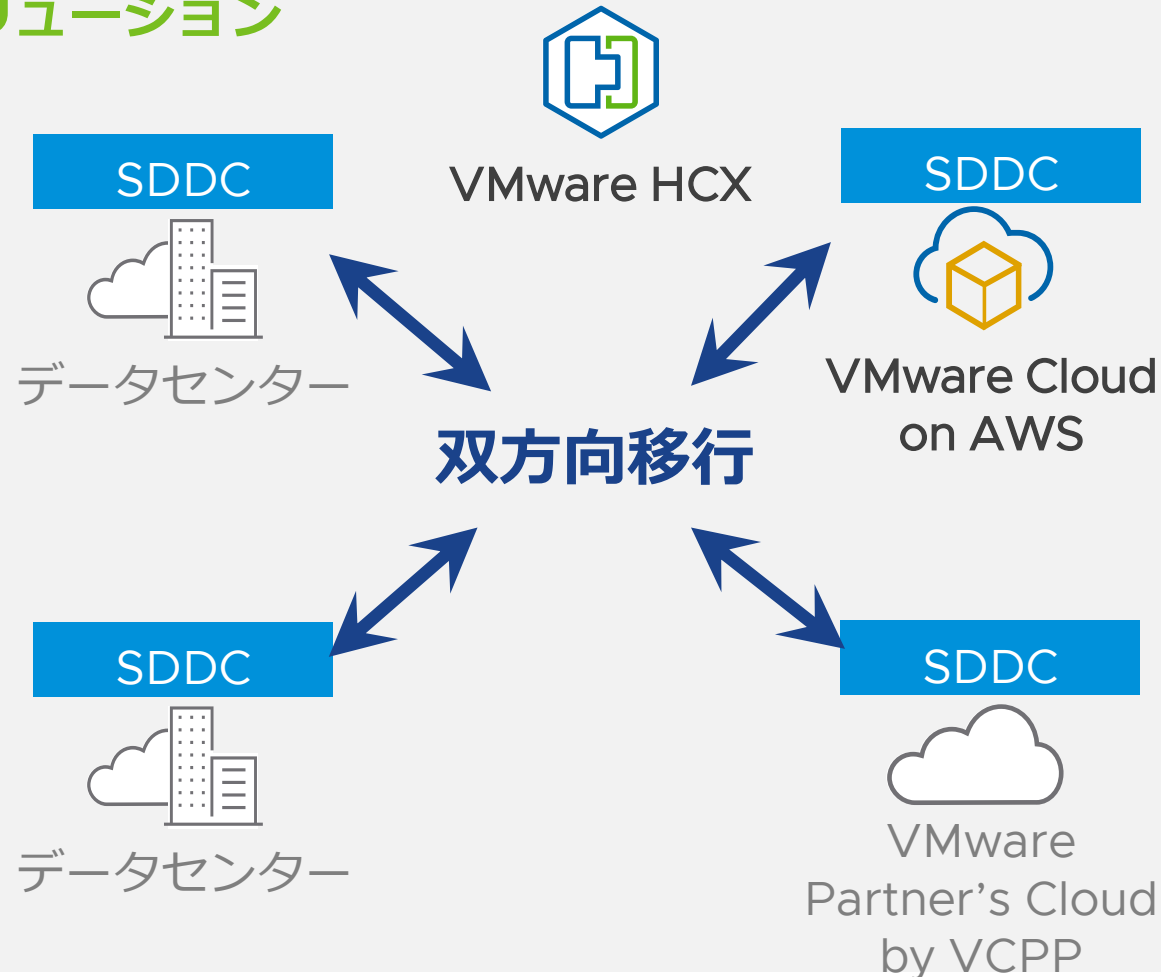 リューション
VMware HCX
SDDC
データセンター
SDDC
VMware Cloud
on AWS
双方向移行
SDDC
データセンター
SDDC
VMware
Partner’s Cloud
by VCPP